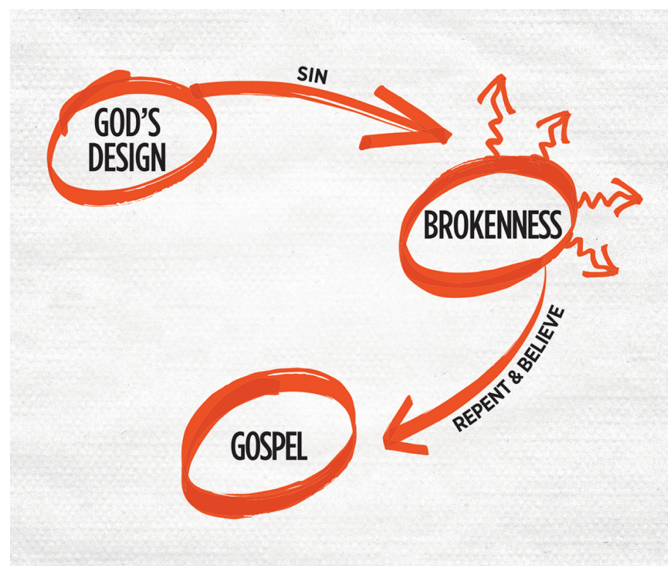 SIN
GOD'S
DESIGN
BROKENNESS
REPENT & BELIEVE
GOSPEL